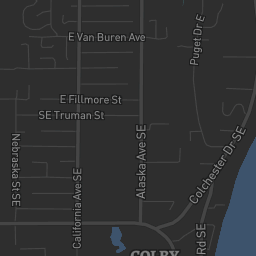 E Van Buren Ave
Puget Dr E
E Fillmore St
SE Truman St
Nebraska St SE
California Ave SE
Alaska Ave SE
Colchester Dr SE
COLBY
Rd SE